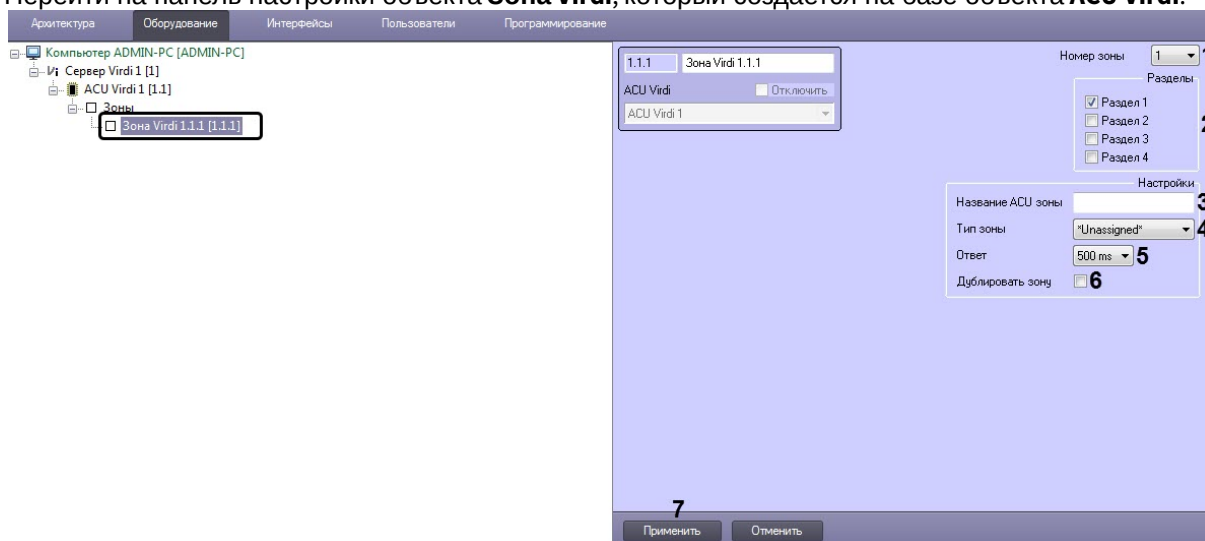 Перейти на панель настройки объекта Зона Virdi, который создается на базе объекта ACU Virdi.
Архитектура Оборудование Интерфейсы Пользователи Программирование
Компьютер ADMIN-PC [ADMIN-PC]
Сервер Virdi 1 [1]
ACU Virdi 1 [1.1]
Зоны
Зона Virdi 1.1.1 [1.1.1]
1.1.1 Зона Virdi 1.1.1
ACU Virdi Отключить
ACU Virdi 1
Номер зоны 1
Разделы
Раздел 1
Раздел 2
2
Раздел 3
Раздел 4
Настройки
Название ACU зоны 3
Тип зоны *Unassigned* 4
Ответ 500 ms 5
Дублировать зону 6
7
Применить Отменить